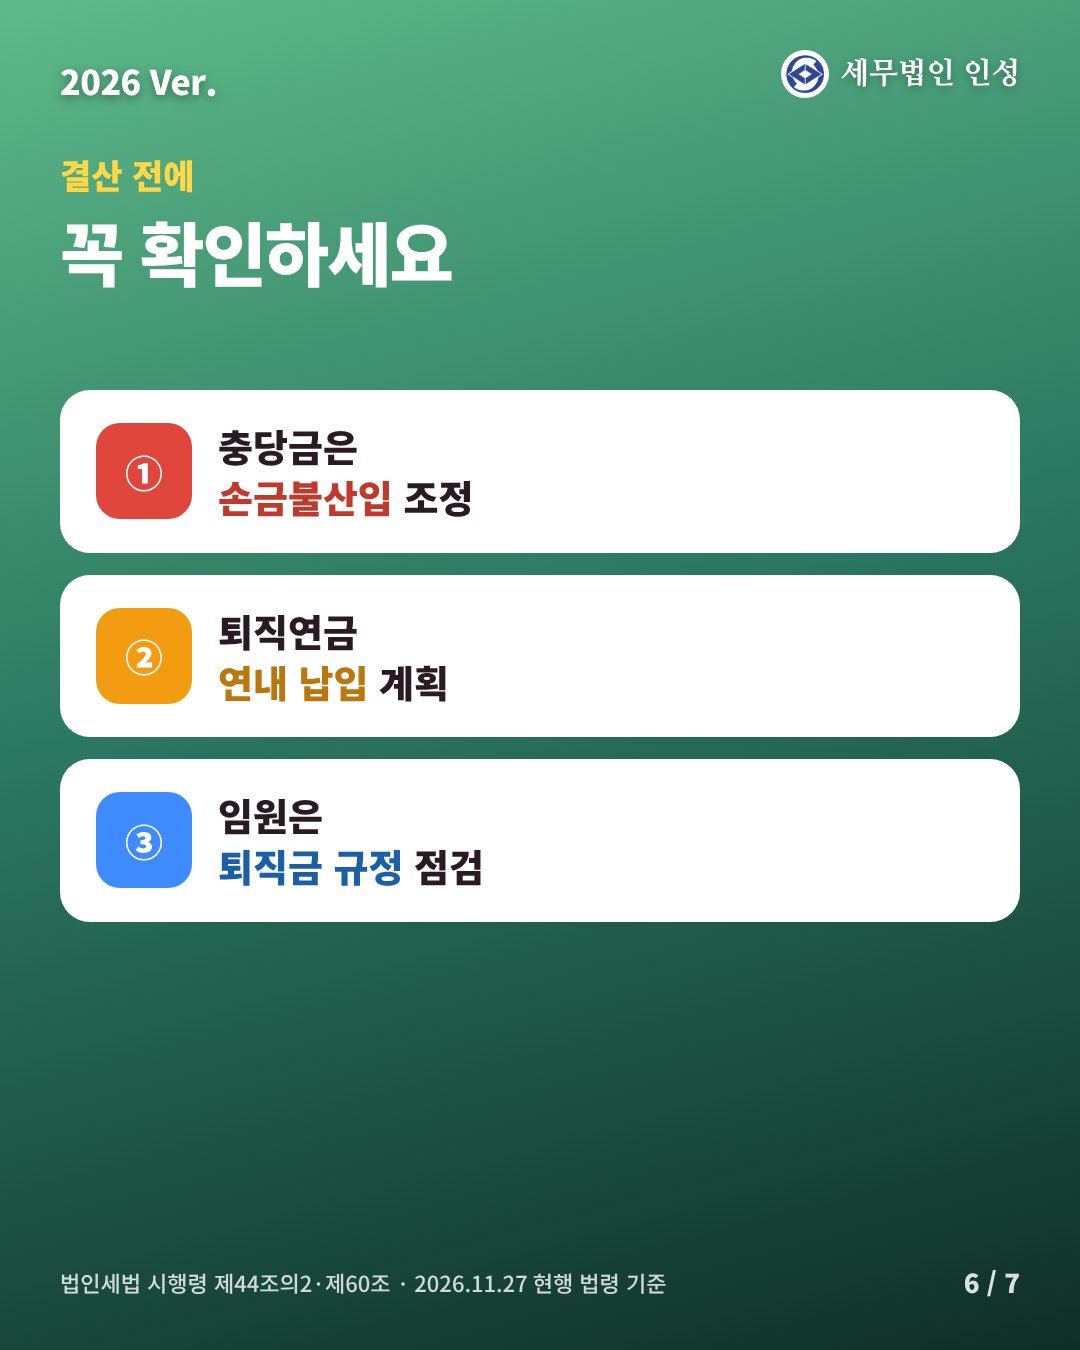 2026 Ver.
세무법인 인성
결산 전에
꼭 확인하세요
①
충당금은
손금불산입 조정
②
퇴직연금
연내 납입 계획
③
임원은
퇴직금 규정 점검
법인세법 시행령 제44조의2·제60조 · 2026.11.27 현행 법령 기준
6 / 7